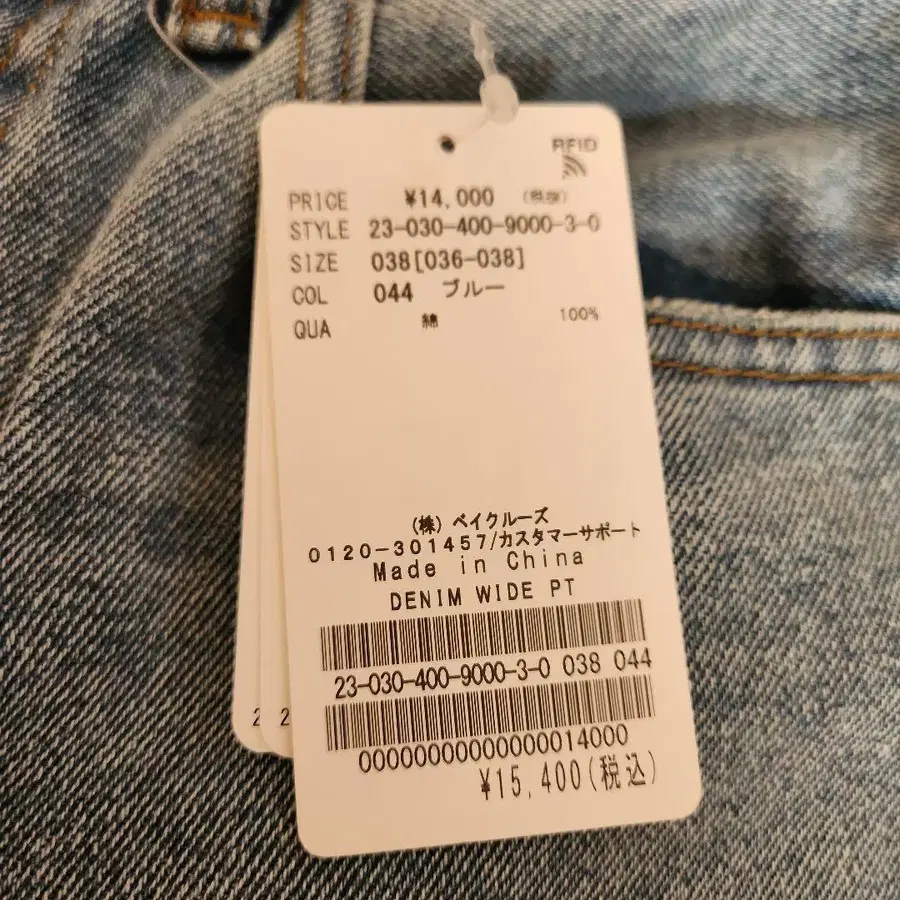 RFID
PRICE ¥14,000 (税抜)
STYLE 23-030-400-9000-3-0
SIZE 038[036-038]
COL 044 ブルー
QUA 綿 100%
(株) ベイクルーズ
0120-301457/カスタマーサポート
Made in China
DENIM WIDE PT
23-030-400-9000-3-0 038 044
00000000000000014000
¥15,400(税込)
2
2